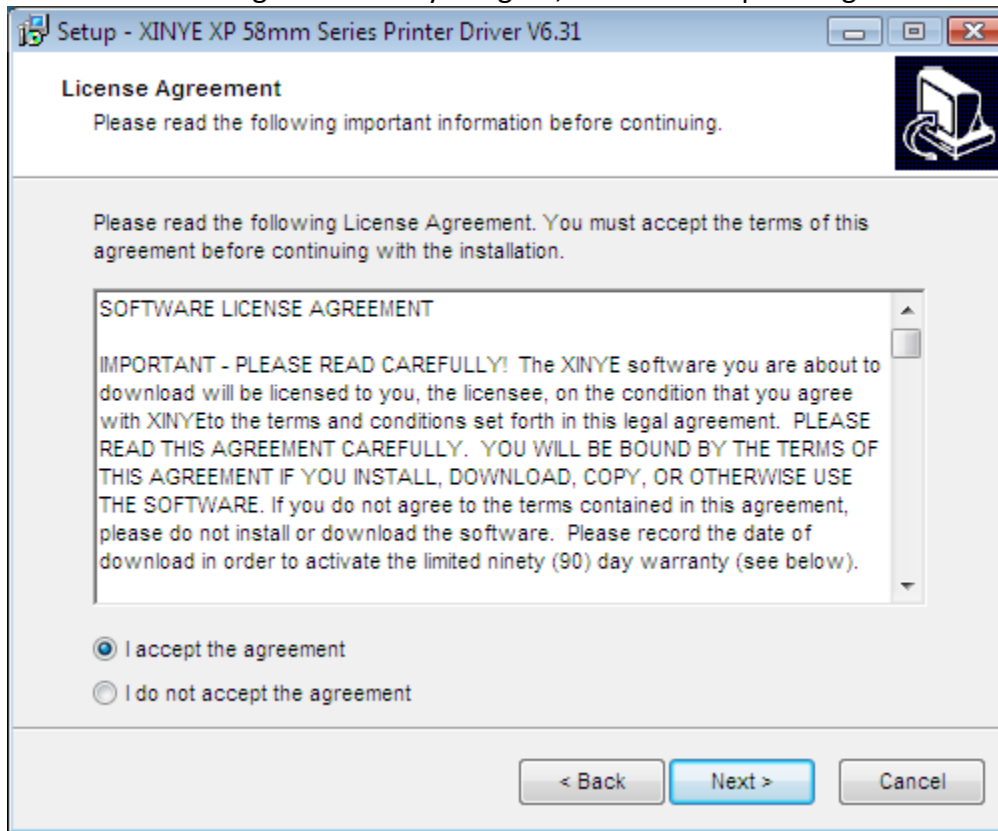 Setup - XINYE XP 58mm Series Printer Driver V6.31
License Agreement
Please read the following important information before continuing.
Please read the following License Agreement. You must accept the terms of this
agreement before continuing with the installation.
SOFTWARE LICENSE AGREEMENT
IMPORTANT - PLEASE READ CAREFULLY!  The XINYE software you are about to
download will be licensed to you, the licensee, on the condition that you agree
with XINYEto the terms and conditions set forth in this legal agreement.  PLEASE
READ THIS AGREEMENT CAREFULLY.  YOU WILL BE BOUND BY THE TERMS OF
THIS AGREEMENT IF YOU INSTALL, DOWNLOAD, COPY, OR OTHERWISE USE
THE SOFTWARE. If you do not agree to the terms contained in this agreement,
please do not install or download the software.  Please record the date of
download in order to activate the limited ninety (90) day warranty (see below).
I accept the agreement
I do not accept the agreement
< Back
Next >
Cancel